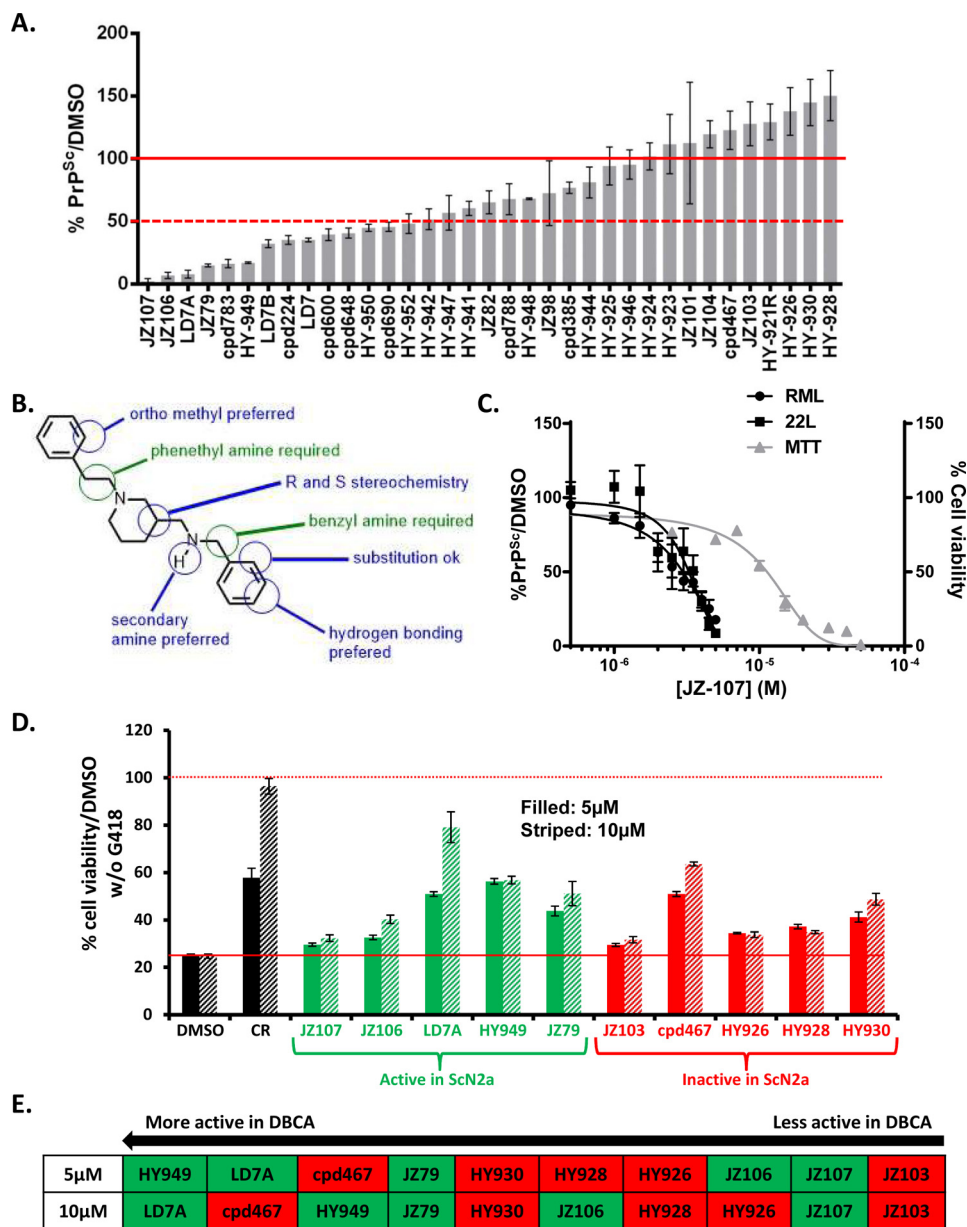 A.
% PrPSc/DMSO
200
150
100
50
0
JZ107
JZ106
LD7A
JZ79
cpd783
HY-949
LD7B
cpd224
LD7
cpd600
cpd648
HY-950
cpd690
HY-952
HY-942
HY-947
HY-941
JZ82
cpd788
HY-948
JZ98
cpd385
HY-944
HY-925
HY-946
HY-924
HY-923
JZ101
JZ104
cpd467
JZ103
HY-921R
HY-926
HY-930
HY-928
B.
ortho methyl preferred
phenethyl amine required
R and S stereochemistry
benzyl amine required
substitution ok
secondary
amine preferred
hydrogen bonding
prefered
N
N
H
C.
RML
22L
MTT
%PrPSc/DMSO
150
100
50
0
% Cell viability
150
100
50
0
10-6
10-5
10-4
[JZ-107] (M)
D.
% cell viability/DMSO
w/o G418
120
100
80
60
40
20
0
Filled: 5µM
Striped: 10µM
DMSO CR JZ107 JZ106 LD7A HY949 JZ79 JZ103 cpd467 HY926 HY928 HY930
Active in ScN2a
Inactive in ScN2a
E.
More active in DBCA Less active in DBCA
5µM HY949 LD7A cpd467 JZ79 HY930 HY928 HY926 JZ106 JZ107 JZ103
10µM LD7A cpd467 HY949 JZ79 HY930 JZ106 HY928 HY926 JZ107 JZ103